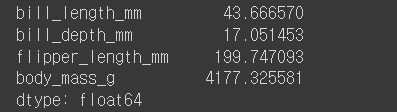 bill_length_mm 43.666570
bill_depth_mm 17.051453
flipper_length_mm 199.747093
body_mass_g 4177.325581
dtype: float64